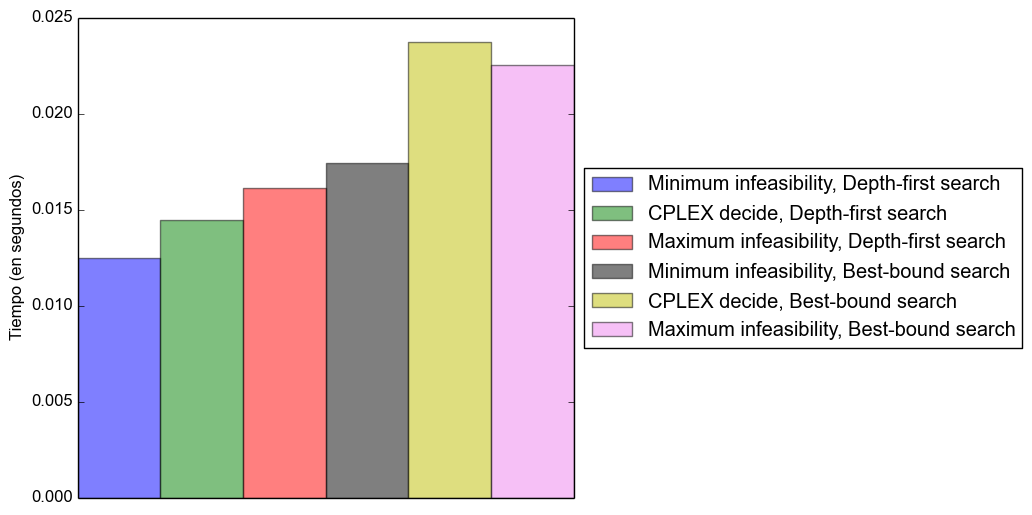 0.025
0.020
0.015
0.010
0.005
0.000
Tiempo (en segundos)
Minimum infeasibility, Depth-first search
CPLEX decide, Depth-first search
Maximum infeasibility, Depth-first search
Minimum infeasibility, Best-bound search
CPLEX decide, Best-bound search
Maximum infeasibility, Best-bound search